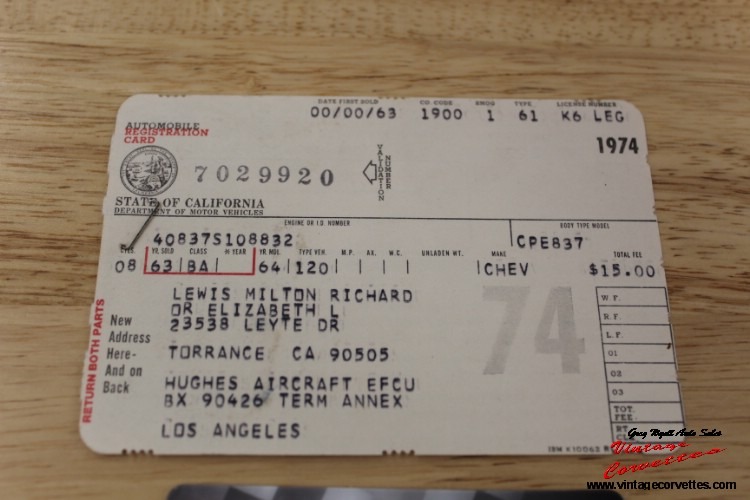 DATE FIRST SOLD CO. CODE SMOG TYPE LICENSE NUMBER
00/00/63 1900 1 61 K6 LEG
AUTOMOBILE
REGISTRATION
CARD
1974
7029920
VALIDATION NUMBER
STATE OF CALIFORNIA
DEPARTMENT OF MOTOR VEHICLES
ENGINE OR I.D. NUMBER BODY TYPE MODEL
40837S108832 CPE837
YR. SOLD CLASS YR. MDL TYPE VEH. M.P. AX. W.C. UNLADEN WT. MAKE TOTAL FEE
08 63 BA 64 120 CHEV $15.00
LEWIS MILTON RICHARD
OR ELIZABETH L
23538 LEYTE DR
TORRANCE CA 90505
HUGHES AIRCRAFT EFCU
BX 90426 TERM ANNEX
LOS ANGELES
New
Address
Here-
And on
Back
RETURN BOTH PARTS
74
W F.
R F.
L F.
01
02
03
TOT.
FEE
Greg Wyatt Auto Sales
Vintage
Corvettes
www.vintagecorvettes.com